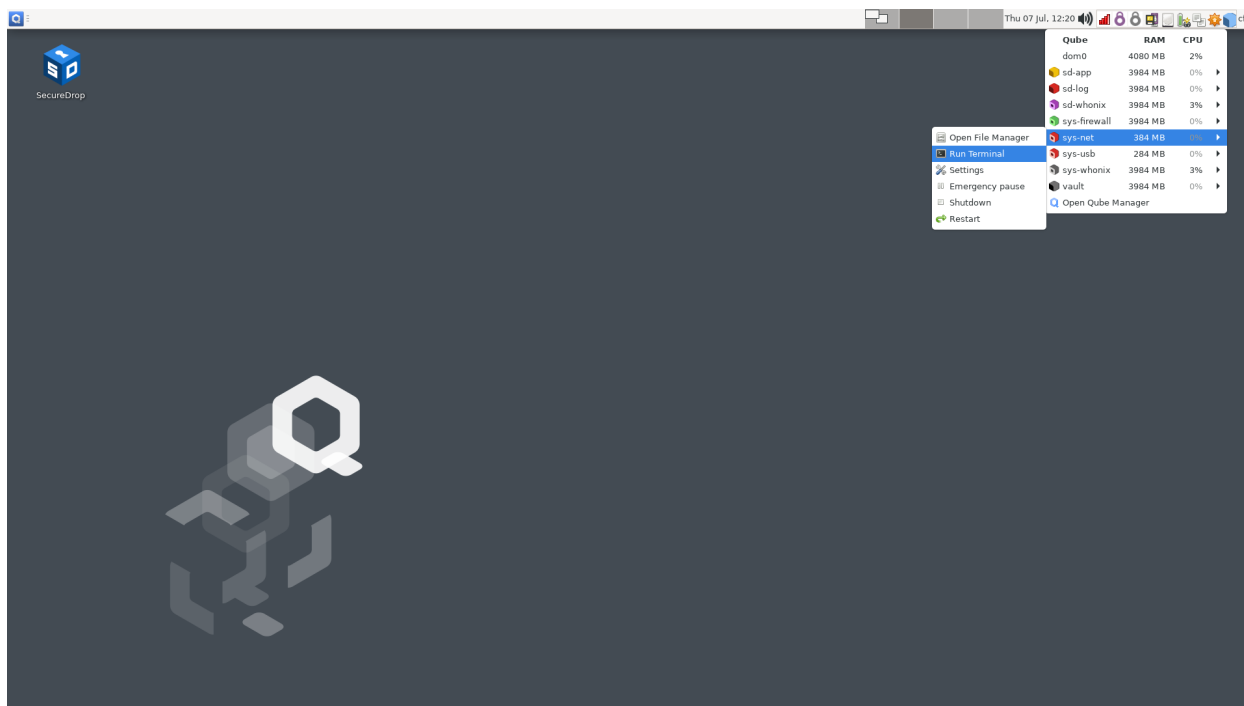 Thu 07 Jul, 12:20
SecureDrop
Qube RAM CPU
dom0 4080 MB 2%
sd-app 3984 MB 0%
sd-log 3984 MB 0%
sd-whonix 3984 MB 3%
sys-firewall 3984 MB 0%
sys-net 384 MB 0%
sys-usb 284 MB 0%
sys-whonix 3984 MB 3%
vault 3984 MB 0%
Open Qube Manager
Open File Manager
Run Terminal
Settings
Emergency pause
Shutdown
Restart